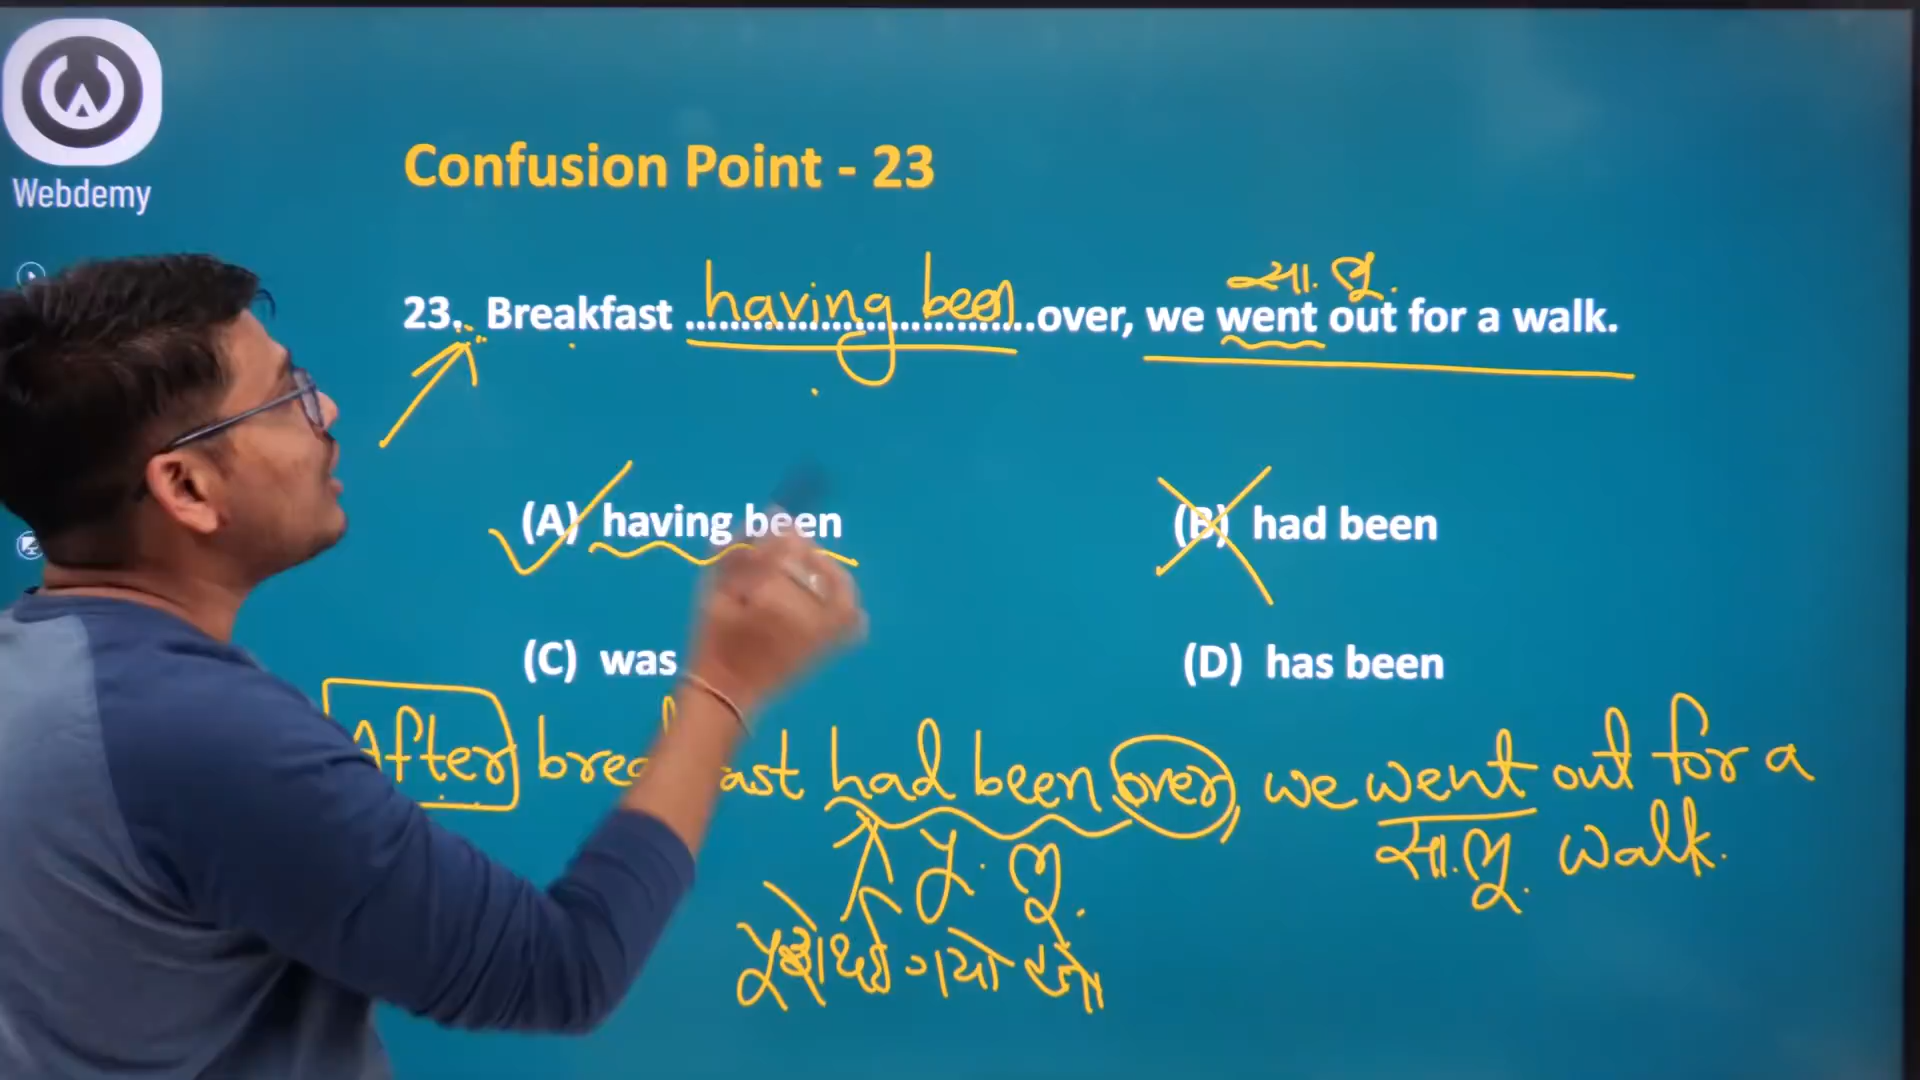 Webdemy
Confusion Point - 23
સા. ભૂ.
having been
23. Breakfast ..............................over, we went out for a walk.
(A) having been
(B) had been
(C) was
(D) has been
After breakfast had been over, we went out for a
પૂ. ભૂ.
સા.ભૂ. walk.
પૂરો થઈ ગયો હતો